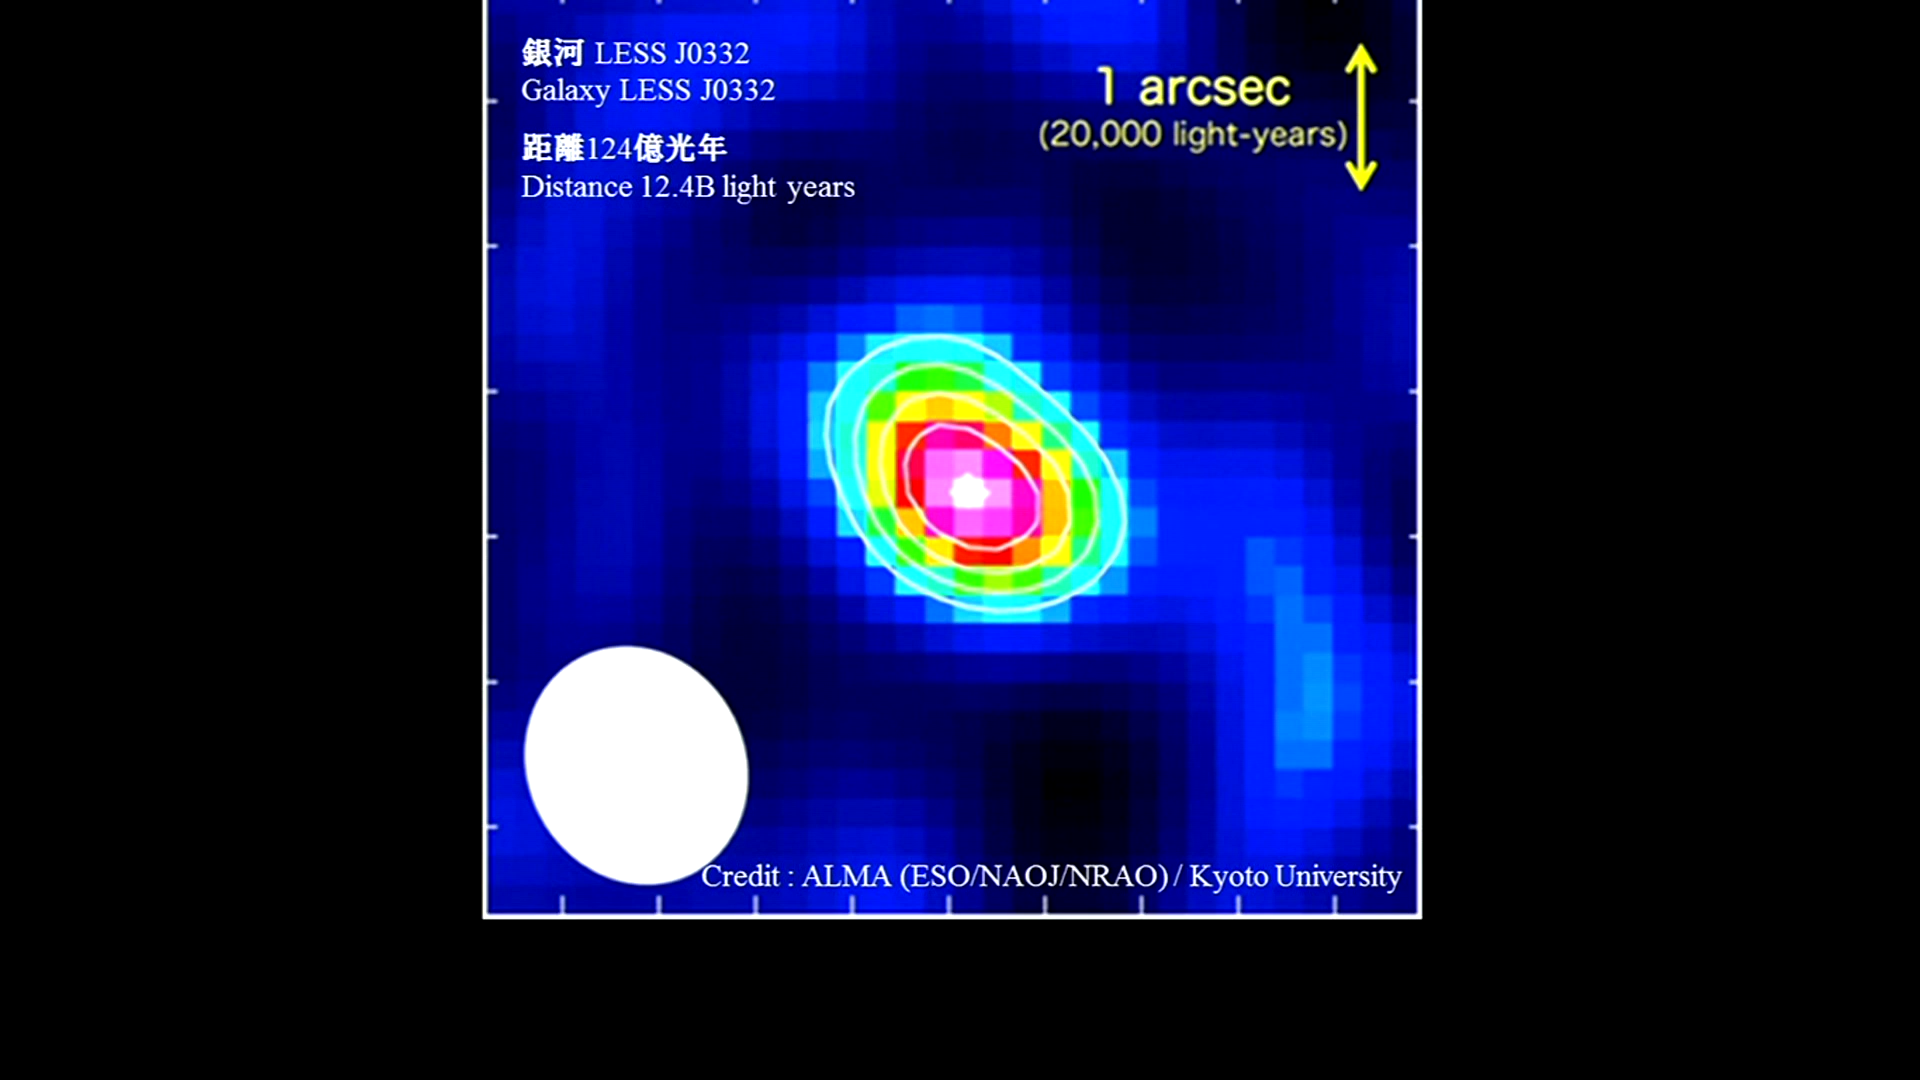 銀河 LESS J0332
Galaxy LESS J0332
距離124億光年
Distance 12.4B light years
1 arcsec
(20,000 light-years)
Credit : ALMA (ESO/NAOJ/NRAO) / Kyoto University